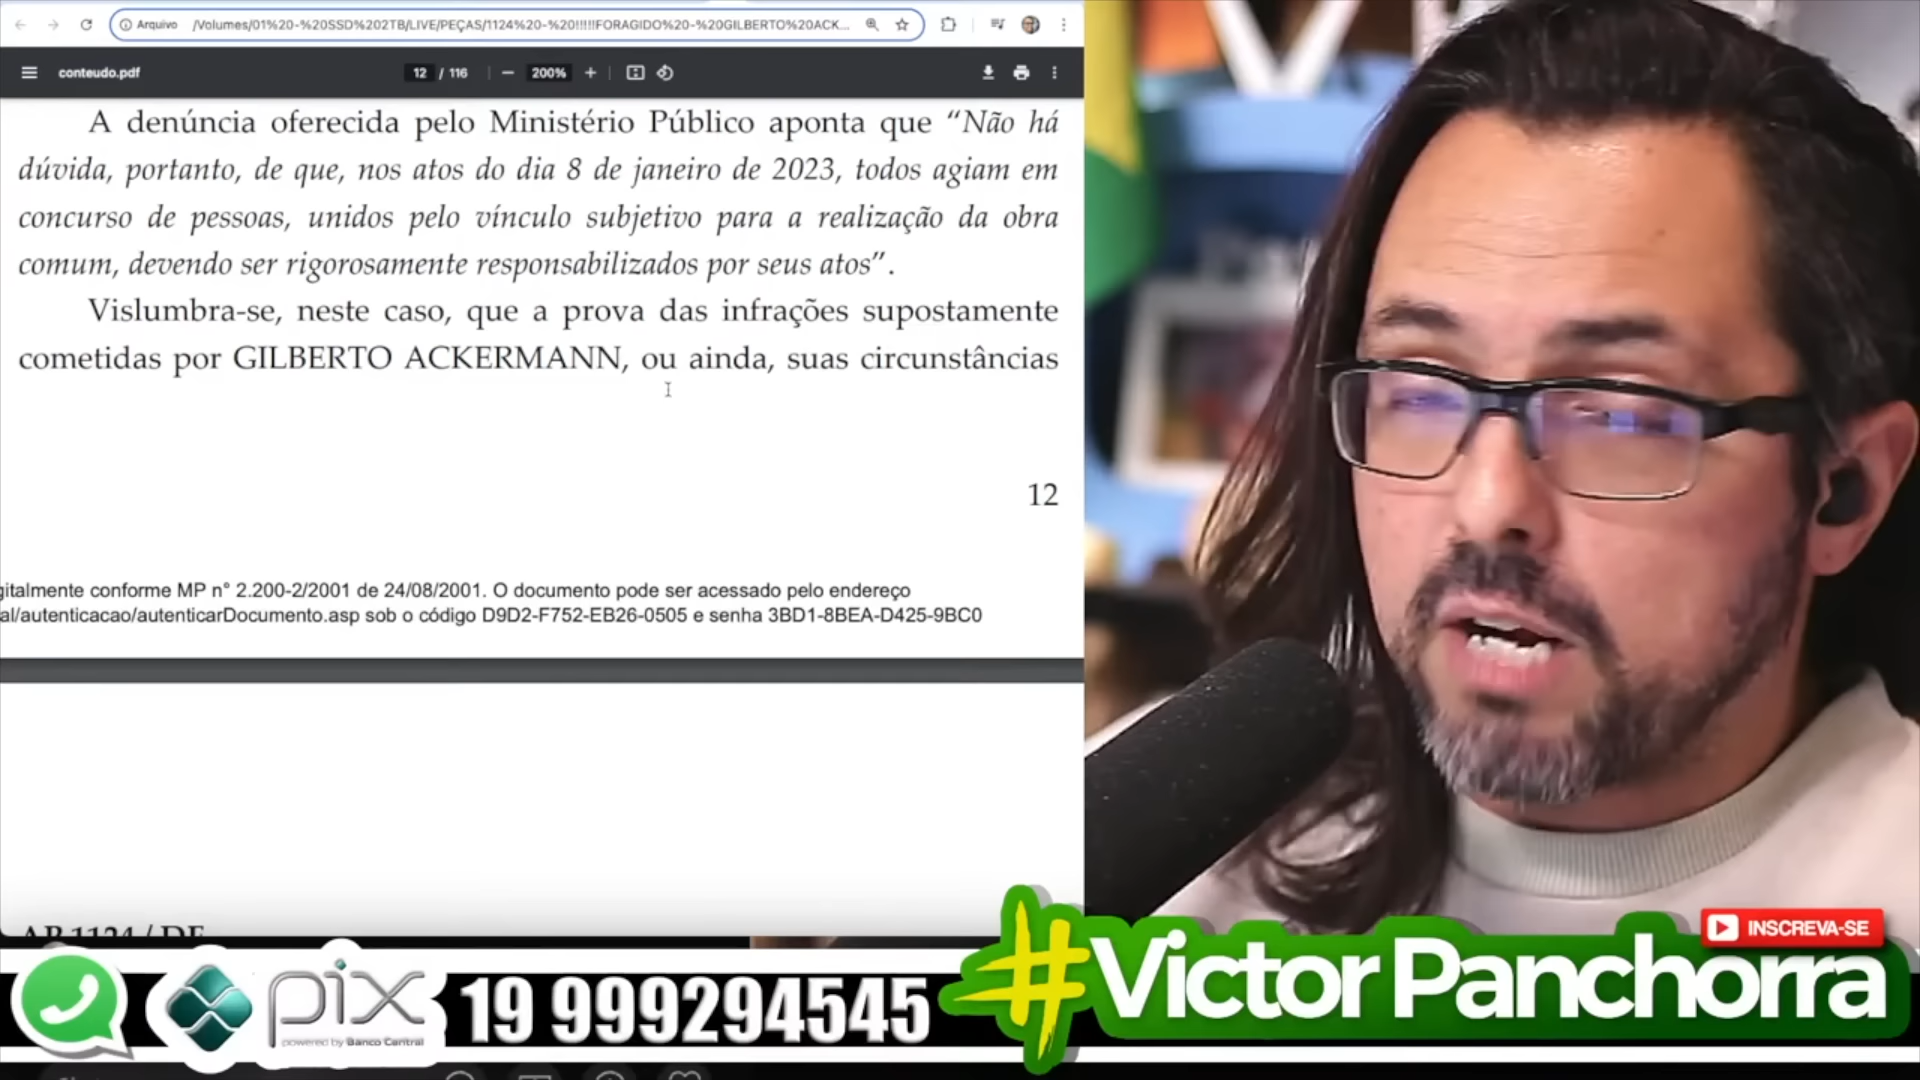 Arquivo /Volumes/01%20-%20SSD%202TB/LIVE/PEÇAS/1124%20-%20!!!!!FORAGIDO%20-%20GILBERTO%20ACK...
conteudo.pdf 12 / 116 200%
A denúncia oferecida pelo Ministério Público aponta que “Não há
dúvida, portanto, de que, nos atos do dia 8 de janeiro de 2023, todos agiam em
concurso de pessoas, unidos pelo vínculo subjetivo para a realização da obra
comum, devendo ser rigorosamente responsabilizados por seus atos”.
Vislumbra-se, neste caso, que a prova das infrações supostamente
cometidas por GILBERTO ACKERMANN, ou ainda, suas circunstâncias
12
gitalmente conforme MP n° 2.200-2/2001 de 24/08/2001. O documento pode ser acessado pelo endereço
al/autenticacao/autenticarDocumento.asp sob o código D9D2-F752-EB26-0505 e senha 3BD1-8BEA-D425-9BC0
AP 1124 / DF
INSCREVA-SE
pix
powered by Banco Central
19 999294545
#Victor Panchorra